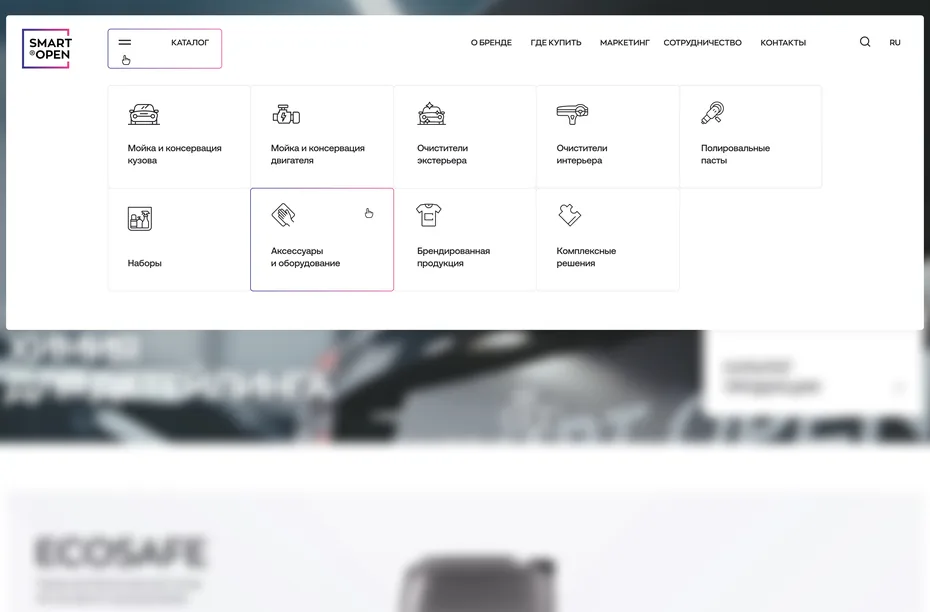 SMART
®OPEN
КАТАЛОГ
О БРЕНДЕ
ГДЕ КУПИТЬ
МАРКЕТИНГ
СОТРУДНИЧЕСТВО
КОНТАКТЫ
RU
Мойка и консервация
кузова
Мойка и консервация
двигателя
Очистители
экстерьера
Очистители
интерьера
Полировальные
пасты
Наборы
Аксессуары
и оборудование
Брендированная
продукция
Комплексные
решения
ECOSAFE